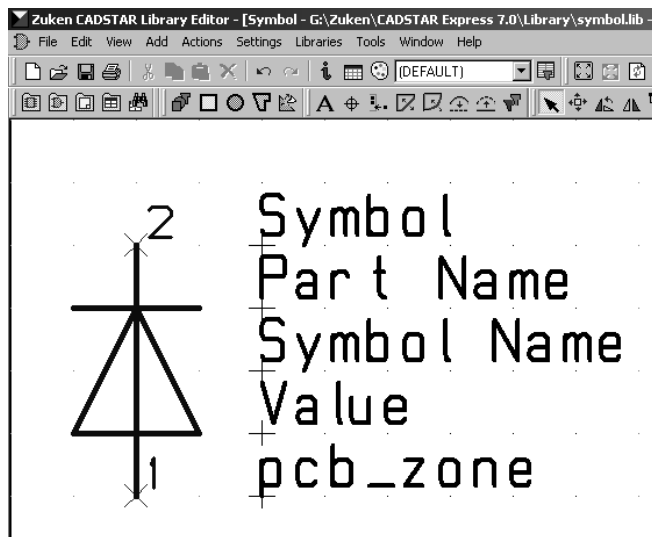 Zuken CADSTAR Library Editor - [Symbol - G:\Zuken\CADSTAR Express 7.0\Library\symbol.lib -
File Edit View Add Actions Settings Libraries Tools Window Help
(DEFAULT)
2
Symbol
Part Name
Symbol Name
Value
1
pcb_zone